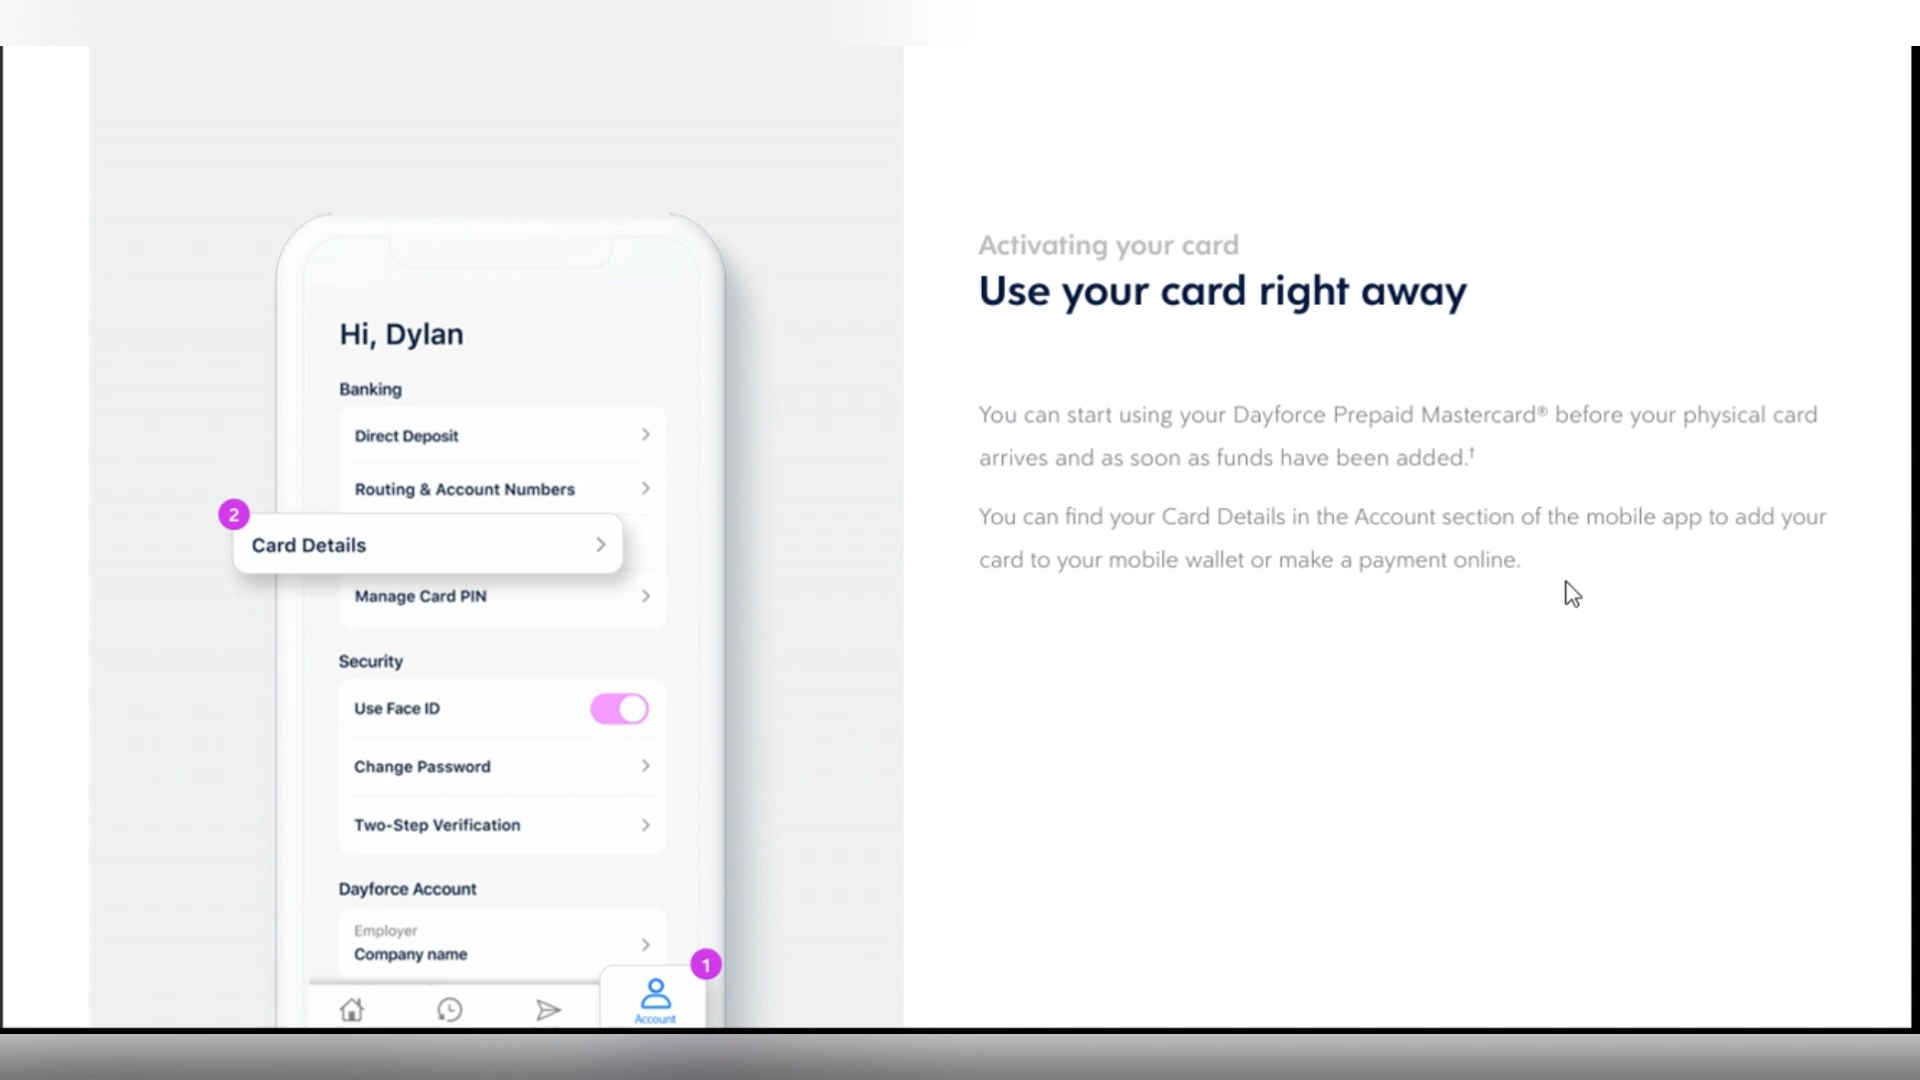 Hi, Dylan
Banking
Direct Deposit
Routing & Account Numbers
2
Card Details
Manage Card PIN
Security
Use Face ID
Change Password
Two-Step Verification
Dayforce Account
Employer
Company name
1
Account
Activating your card
Use your card right away
You can start using your Dayforce Prepaid Mastercard® before your physical card
arrives and as soon as funds have been added.†
You can find your Card Details in the Account section of the mobile app to add your
card to your mobile wallet or make a payment online.